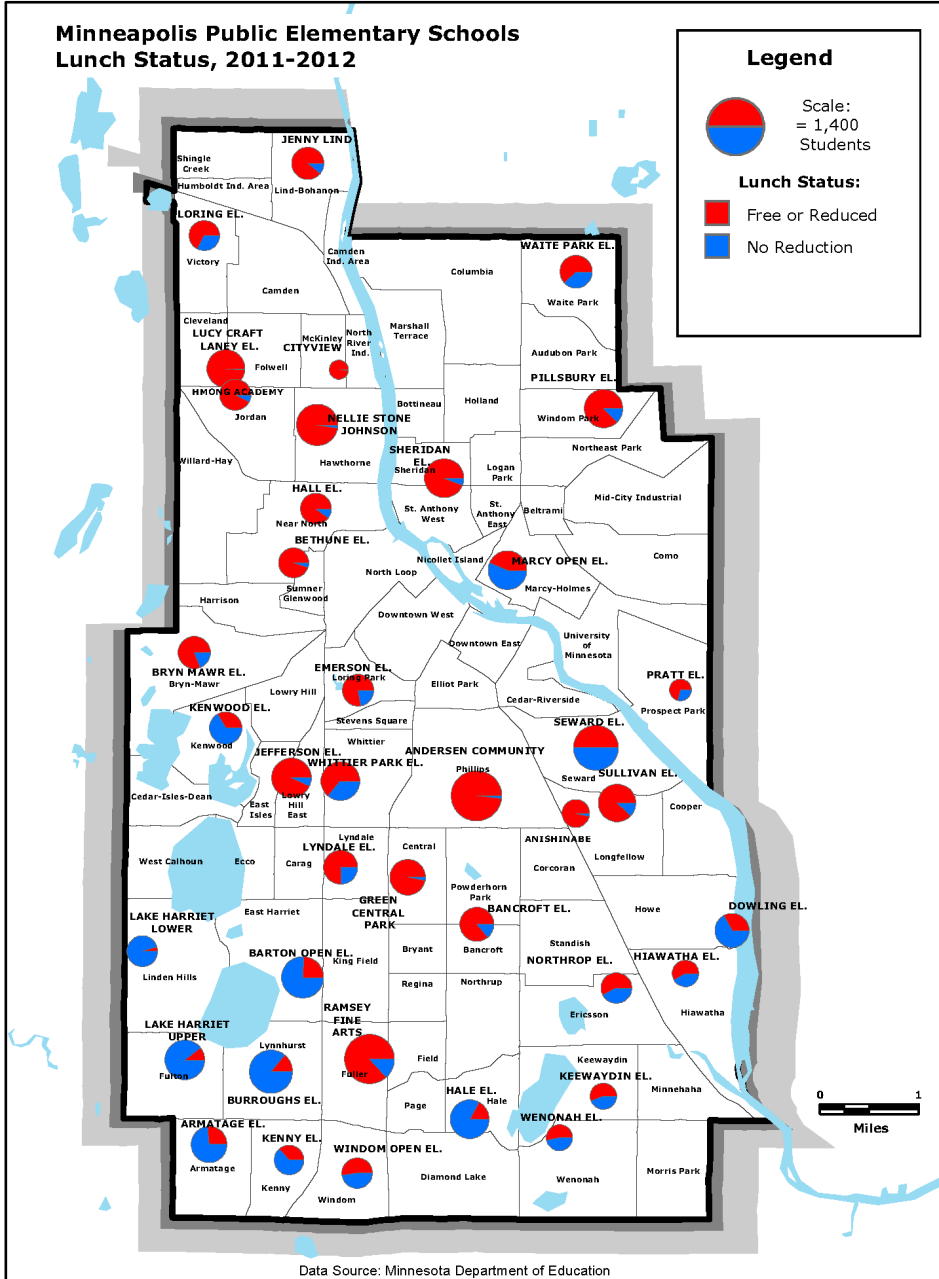 Minneapolis Public Elementary Schools
Lunch Status, 2011-2012
Legend
Scale:
= 1,400
Students
Lunch Status:
Free or Reduced
No Reduction
JENNY LIND
Shingle
Creek
Humboldt Ind. Area
Lind-Bohanon
LORING EL.
Victory
Camden
Ind. Area
Camden
WAITE PARK EL.
Columbia
Waite Park
Cleveland
LUCY CRAFT
LANEY EL.
Folwell
McKinley
CITYVIEW
North
River
Ind.
Marshall
Terrace
Audubon Park
PILLSBURY EL.
HMONG ACADEMY
Jordan
NELLIE STONE
JOHNSON
Bottineau
Holland
Windom Park
Northeast Park
Willard-Hay
Hawthorne
SHERIDAN
EL.
Sheridan
Logan
Park
HALL EL.
Near North
St. Anthony
West
St.
Anthony
East
Beltrami
Mid-City Industrial
BETHUNE EL.
Sumner
Glenwood
North Loop
Nicollet Island
MARCY OPEN EL.
Marcy-Holmes
Como
Harrison
Downtown West
Downtown East
University
of
Minnesota
BRYN MAWR EL.
Bryn-Mawr
EMERSON EL.
Loring Park
Lowry Hill
Elliot Park
Cedar-Riverside
PRATT EL.
Prospect Park
KENWOOD EL.
Kenwood
Stevens Square
Whittier
SEWARD EL.
Seward
JEFFERSON EL.
WHITTIER PARK EL.
ANDERSEN COMMUNITY
Phillips
SULLIVAN EL.
Cedar-Isles-Dean
East
Isles
Lowry
Hill
East
Cooper
ANISHINABE
Longfellow
West Calhoun
Ecco
Carag
Lyndale
LYNDALE EL.
Central
GREEN
CENTRAL
PARK
Powderhorn
Park
Corcoran
LAKE HARRIET
LOWER
Linden Hills
East Harriet
BANCROFT EL.
Bancroft
Howe
DOWLING EL.
BARTON OPEN EL.
King Field
Bryant
Standish
NORTHROP EL.
HIAWATHA EL.
Regina
Northrup
Ericsson
Hiawatha
LAKE HARRIET
UPPER
Fulton
Lynnhurst
BURROUGHS EL.
RAMSEY
FINE
ARTS
Fuller
Field
Keewaydin
KEEWAYDIN EL.
Minnehaha
Page
HALE EL.
Hale
WENONAH EL.
Wenonah
ARMATAGE EL.
Armatage
KENNY EL.
Kenny
WINDOM OPEN EL.
Windom
Diamond Lake
Morris Park
0 1
Miles
Data Source: Minnesota Department of Education